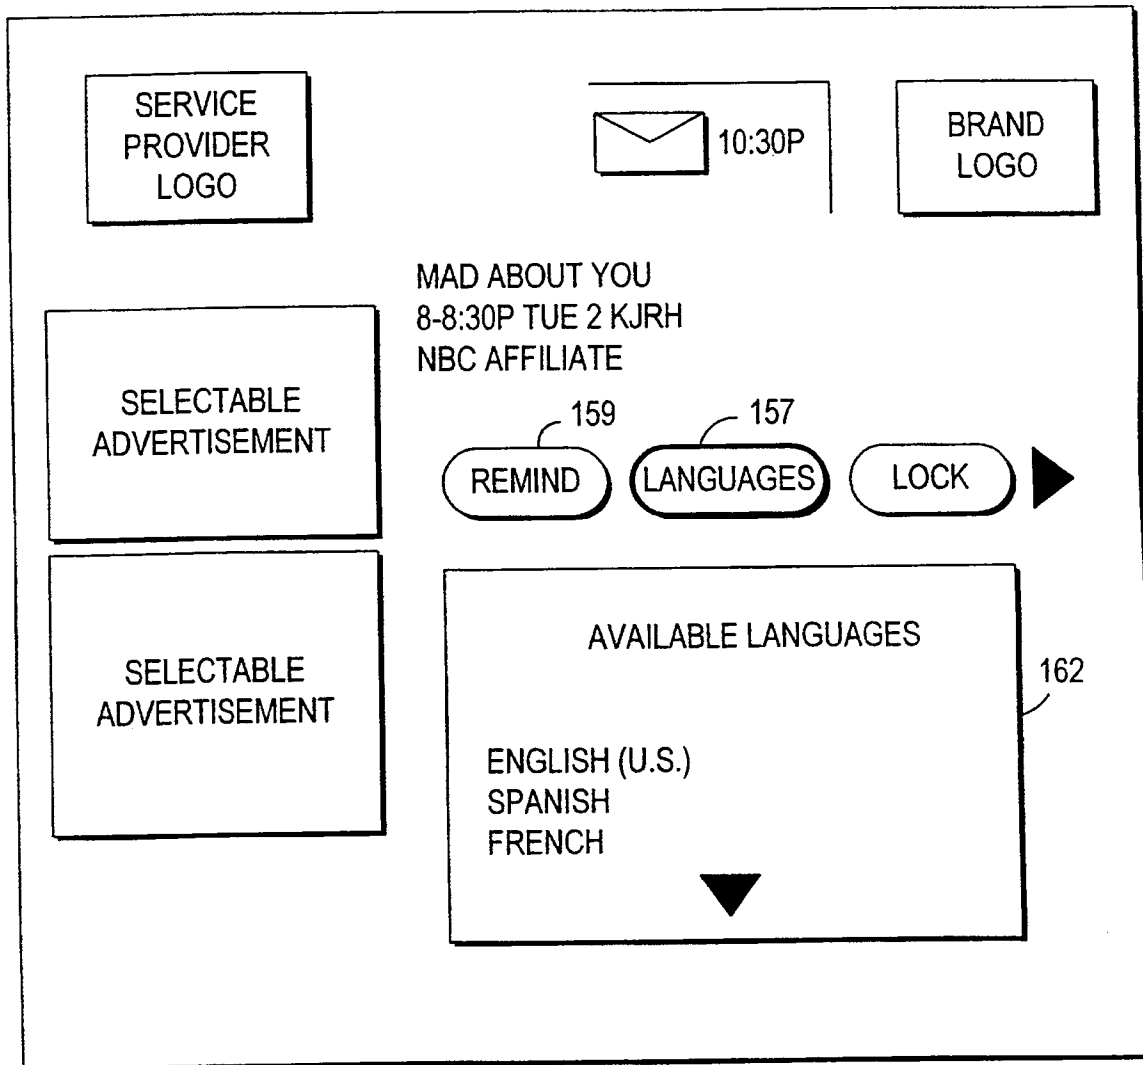 SERVICE
PROVIDER
LOGO
10:30P
BRAND
LOGO
MAD ABOUT YOU
8-8:30P TUE 2 KJRH
NBC AFFILIATE
SELECTABLE
ADVERTISEMENT
159
157
REMIND
LANGUAGES
LOCK
SELECTABLE
ADVERTISEMENT
AVAILABLE LANGUAGES
162
ENGLISH (U.S.)
SPANISH
FRENCH